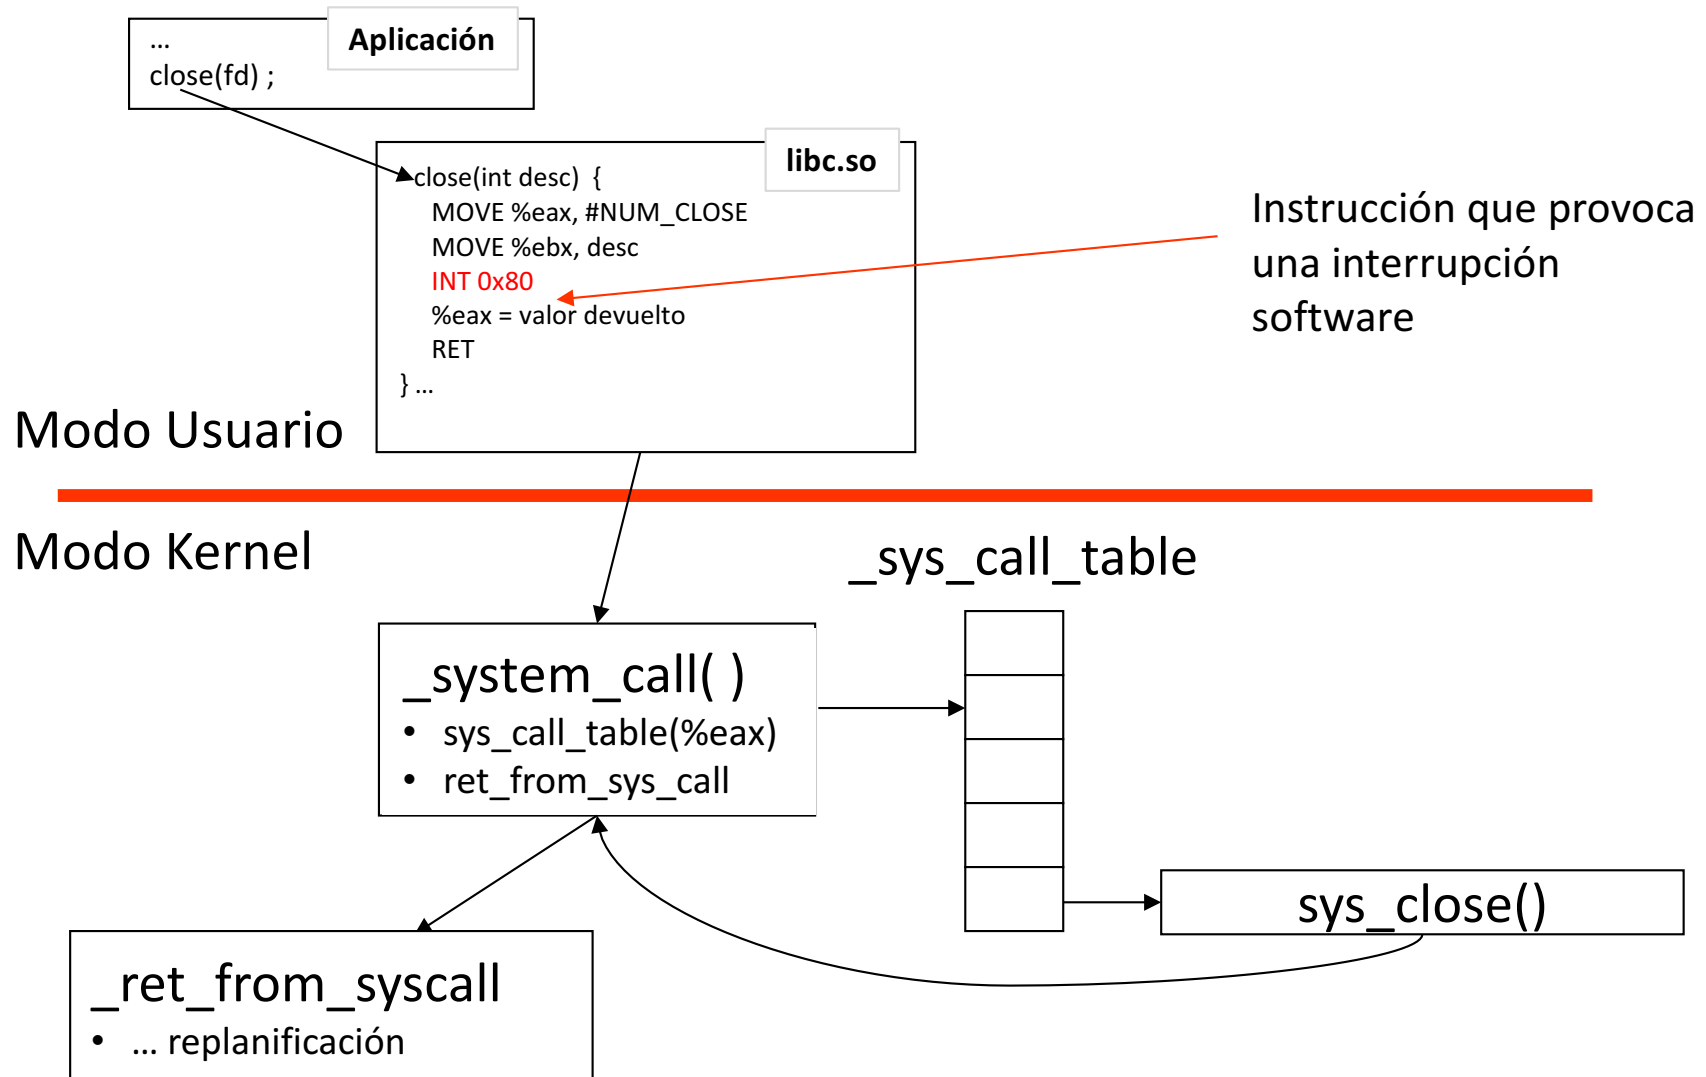 Aplicación
...
close(fd) ;
libc.so
close(int desc) {
MOVE %eax, #NUM_CLOSE
MOVE %ebx, desc
INT 0x80
%eax = valor devuelto
RET
} ...
Instrucción que provoca
una interrupción
software
Modo Usuario
Modo Kernel
_sys_call_table
_system_call( )
• sys_call_table(%eax)
• ret_from_sys_call
sys_close()
_ret_from_syscall
• ... replanificación